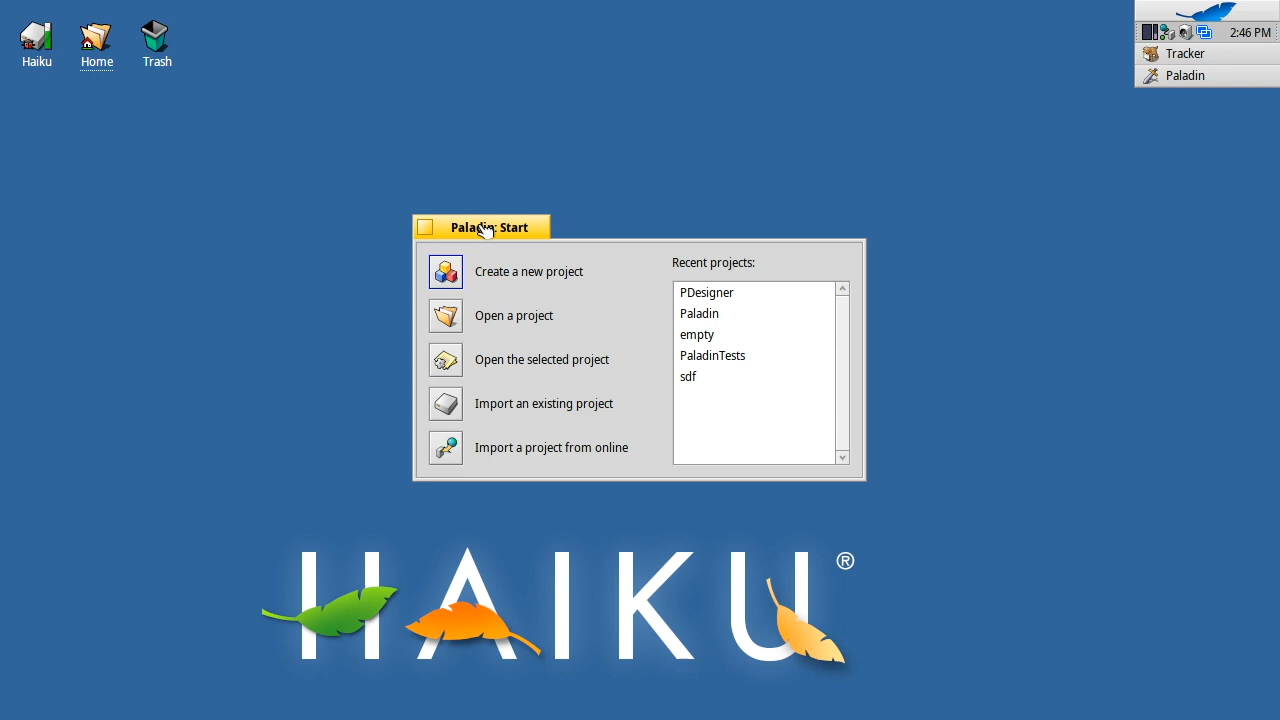 Haiku
Home
Trash
2:46 PM
Tracker
Paladin
Paladin: Start
Create a new project
Open a project
Open the selected project
Import an existing project
Import a project from online
Recent projects:
PDesigner
Paladin
empty
PaladinTests
sdf
HAIKU®